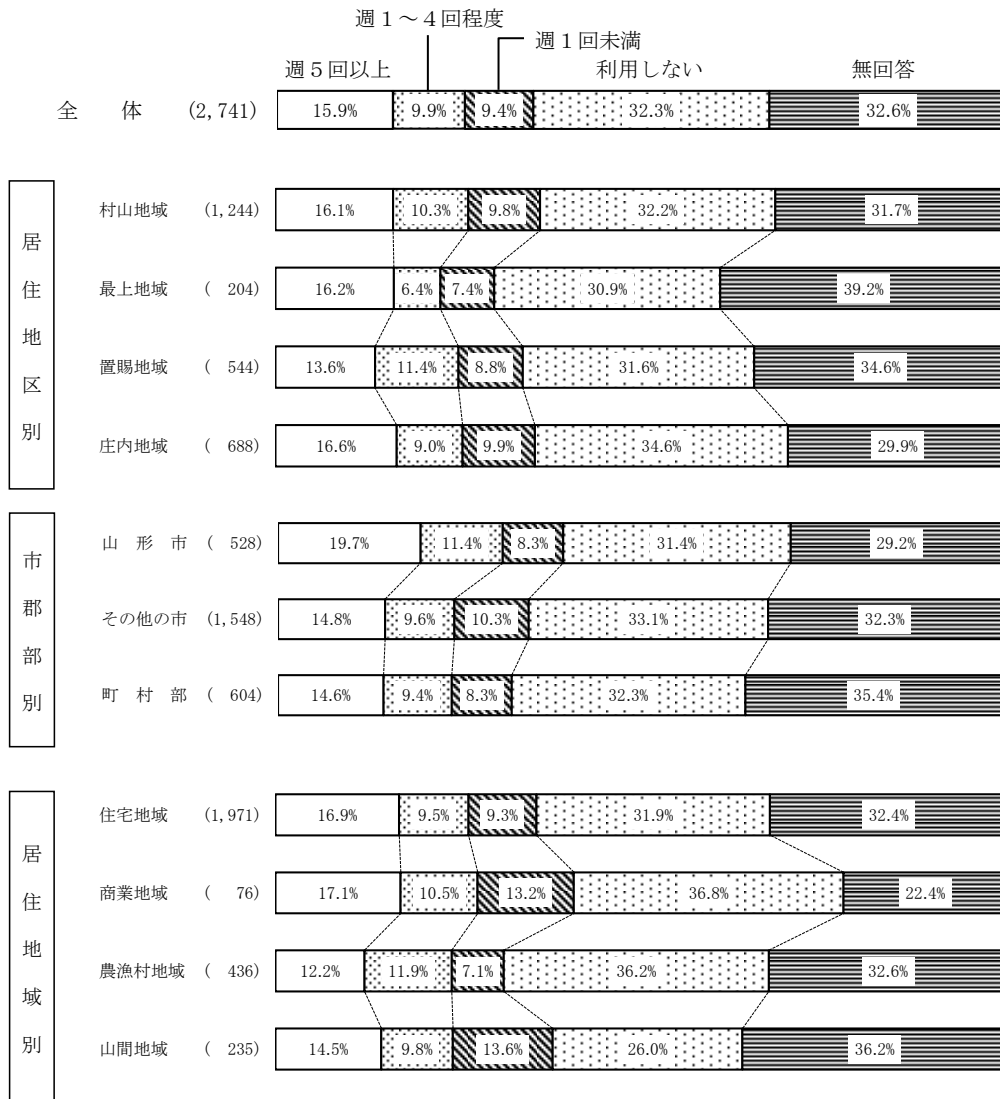 週１～４回程度
週１回未満
週５回以上 利用しない 無回答
全 体 (2,741) 15.9% 9.9% 9.4% 32.3% 32.6%
居住地区別
村山地域 (1,244) 16.1% 10.3% 9.8% 32.2% 31.7%
最上地域 ( 204) 16.2% 6.4% 7.4% 30.9% 39.2%
置賜地域 ( 544) 13.6% 11.4% 8.8% 31.6% 34.6%
庄内地域 ( 688) 16.6% 9.0% 9.9% 34.6% 29.9%
市郡部別
山 形 市 ( 528) 19.7% 11.4% 8.3% 31.4% 29.2%
その他の市 (1,548) 14.8% 9.6% 10.3% 33.1% 32.3%
町 村 部 ( 604) 14.6% 9.4% 8.3% 32.3% 35.4%
居住地域別
住宅地域 (1,971) 16.9% 9.5% 9.3% 31.9% 32.4%
商業地域 ( 76) 17.1% 10.5% 13.2% 36.8% 22.4%
農漁村地域 ( 436) 12.2% 11.9% 7.1% 36.2% 32.6%
山間地域 ( 235) 14.5% 9.8% 13.6% 26.0% 36.2%